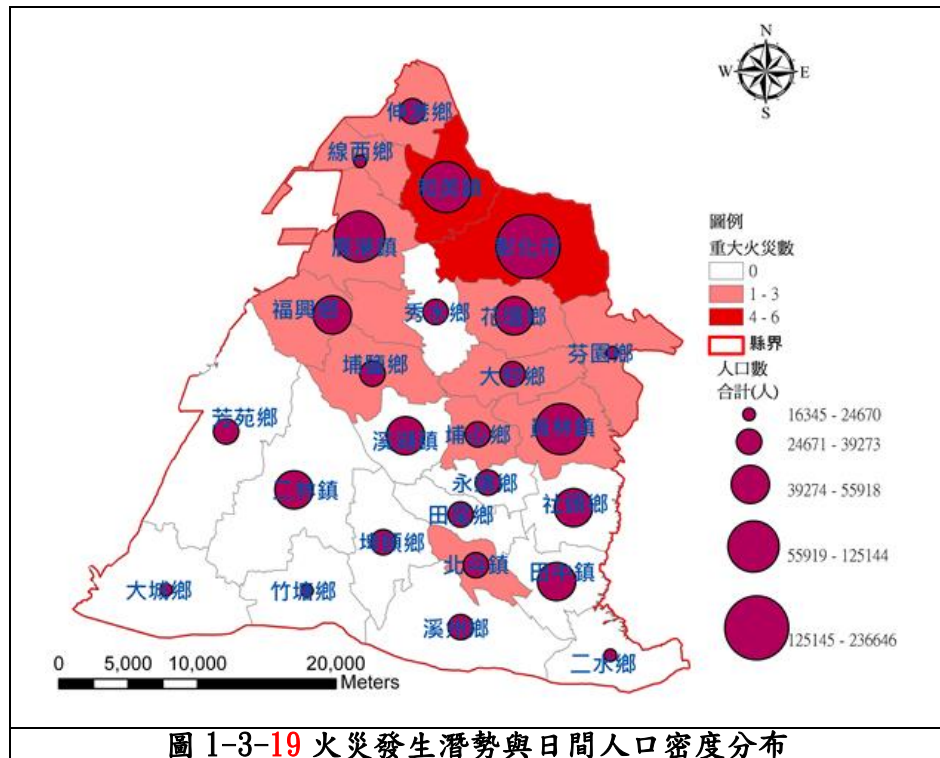 N
W E
S
伸港鄉
線西鄉
和美鎮
鹿港鎮
彰化市
福興鄉
秀水鄉
花壇鄉
芬園鄉
埔鹽鄉
大村鄉
芳苑鄉
溪湖鎮
埔心鄉
員林鎮
二林鎮
永靖鄉
社頭鄉
田尾鄉
埤頭鄉
北斗鎮
田中鎮
大城鄉
竹塘鄉
溪州鄉
二水鄉
圖例
重大火災數
0
1 - 3
4 - 6
縣界
人口數
合計(人)
16345 - 24670
24671 - 39273
39274 - 55918
55919 - 125144
125145 - 236646
0 5,000 10,000 20,000
Meters
圖 1-3-19 火災發生潛勢與日間人口密度分布